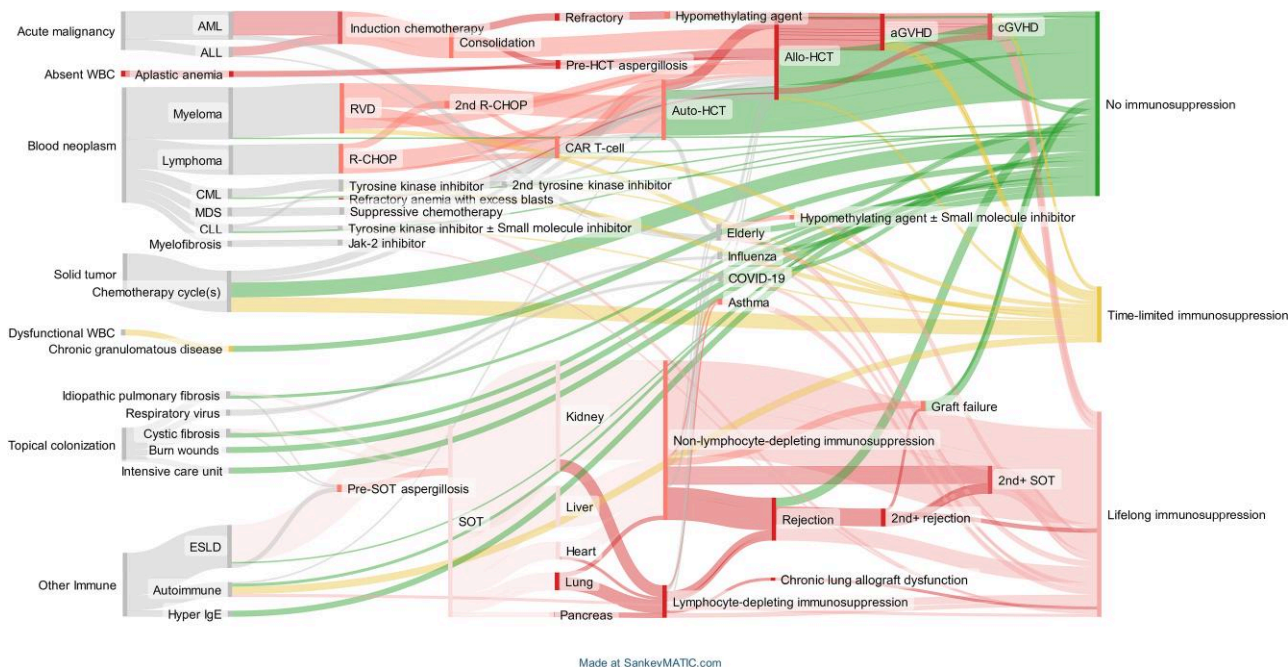 Acute malignancy
AML
ALL
Induction chemotherapy
Refractory
Hypomethylating agent
Consolidation
aGVHD
cGVHD
Allo-HCT
Absent WBC
Aplastic anemia
Pre-HCT aspergillosis
No immunosuppression
Blood neoplasm
Myeloma
RVD
2nd R-CHOP
Auto-HCT
Lymphoma
R-CHOP
CAR T-cell
CML
Tyrosine kinase inhibitor
2nd tyrosine kinase inhibitor
Refractory anemia with excess blasts
MDS
Suppressive chemotherapy
CLL
Tyrosine kinase inhibitor ± Small molecule inhibitor
Myelofibrosis
Jak-2 inhibitor
Hypomethylating agent ± Small molecule inhibitor
Elderly
Influenza
COVID-19
Asthma
Solid tumor
Chemotherapy cycle(s)
Time-limited immunosuppression
Dysfunctional WBC
Chronic granulomatous disease
Idiopathic pulmonary fibrosis
Respiratory virus
Topical colonization
Cystic fibrosis
Burn wounds
Intensive care unit
Kidney
Graft failure
Non-lymphocyte-depleting immunosuppression
Pre-SOT aspergillosis
2nd+ SOT
SOT
Liver
Rejection
2nd+ rejection
Lifelong immunosuppression
ESLD
Heart
Other Immune
Autoimmune
Lung
Chronic lung allograft dysfunction
Lymphocyte-depleting immunosuppression
Hyper IgE
Pancreas
Made at SankeyMATIC.com